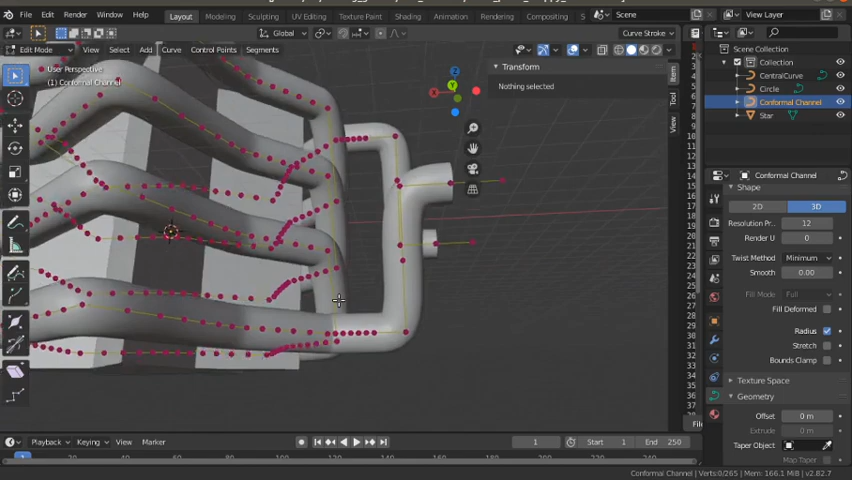 File Edit Render Window Help Layout Modeling Sculpting UV Editing Texture Paint Shading Animation Rendering Compositing Scene View Layer
Global Curve Stroke
Edit Mode View Select Add Curve Control Points Segments
User Perspective
(1) Conformal Channel
Transform
Nothing selected
Item
Tool
View
Z
Y
X
Scene Collection
Collection
CentralCurve
Circle
Conformal Channel
Star
Conformal Channel
Shape
2D 3D
Resolution Pr... 12
Render U 0
Twist Method Minimum
Smooth 0.00
Fill Mode Full
Fill Deformed
Radius
Stretch
Bounds Clamp
Texture Space
Geometry
Offset 0 m
Extrude 0 m
Taper Object
Map Taper
Playback Keying View Marker 1 Start 1 End 250
Conformal Channel | Verts:0/265 | Mem: 166.1 MiB | v2.82.7